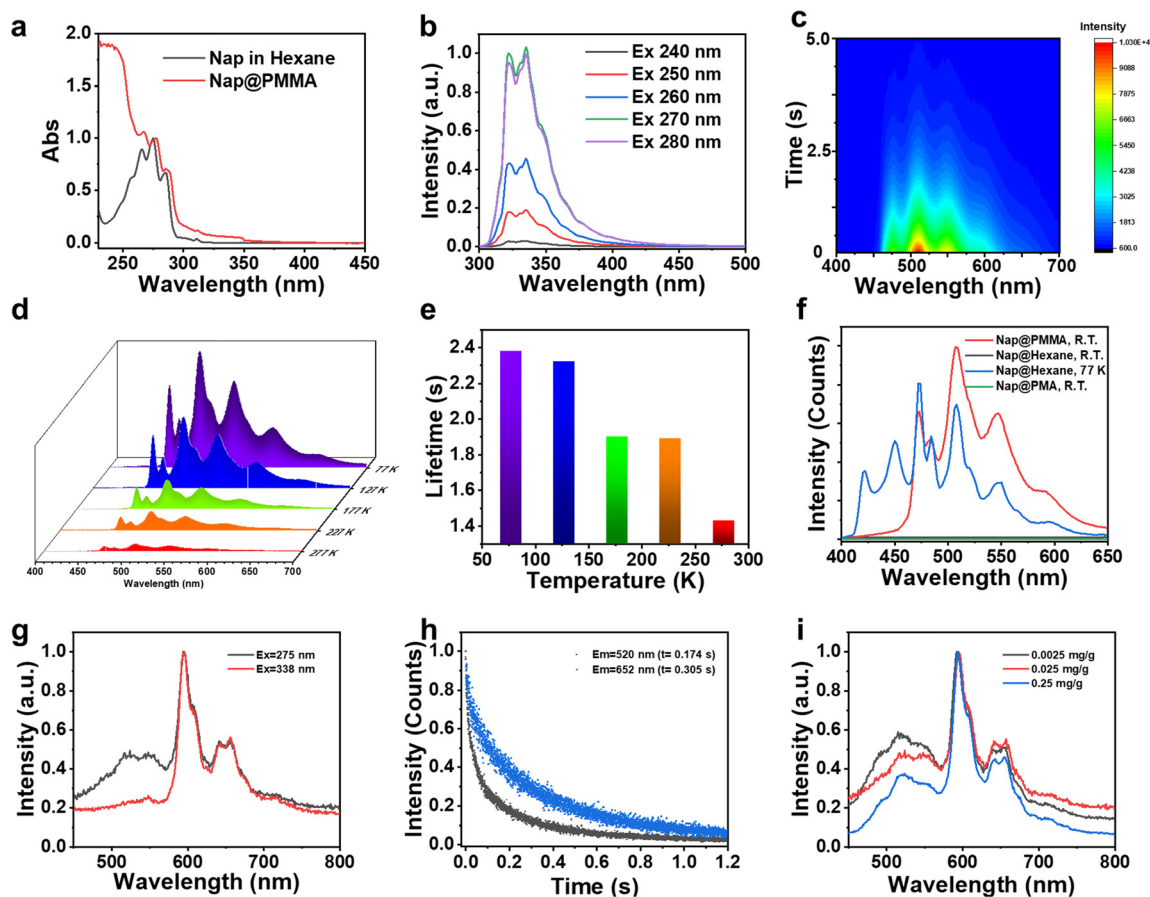 a
2.0
1.5
1.0
0.5
0.0
Abs
Nap in Hexane
Nap@PMMA
250 300 350 400 450
Wavelength (nm)
b
1.0
0.8
0.6
0.4
0.2
0.0
Intensity (a.u.)
Ex 240 nm
Ex 250 nm
Ex 260 nm
Ex 270 nm
Ex 280 nm
300 350 400 450 500
Wavelength (nm)
c
5.0
2.5
0
Time (s)
400 500 600 700
Wavelength (nm)
Intensity
1.030E+4
9088
7875
6663
5450
4238
3025
1813
600.0
d
77 K
127 K
177 K
227 K
277 K
400 450 500 550 600 650 700
Wavelength (nm)
e
2.4
2.2
2.0
1.8
1.6
1.4
Lifetime (s)
50 100 150 200 250 300
Temperature (K)
f
Intensity (Counts)
Nap@PMMA, R.T.
Nap@Hexane, R.T.
Nap@Hexane, 77 K
Nap@PMA, R.T.
400 450 500 550 600 650
Wavelength (nm)
g
1.0
0.8
0.6
0.4
0.2
0.0
Intensity (a.u.)
Ex=275 nm
Ex=338 nm
500 600 700 800
Wavelength (nm)
h
1.0
0.8
0.6
0.4
0.2
0.0
Intensity (Counts)
Em=520 nm (t= 0.174 s)
Em=652 nm (t= 0.305 s)
0.0 0.2 0.4 0.6 0.8 1.0 1.2
Time (s)
i
1.0
0.8
0.6
0.4
0.2
0.0
Intensity (a.u.)
0.0025 mg/g
0.025 mg/g
0.25 mg/g
500 600 700 800
Wavelength (nm)